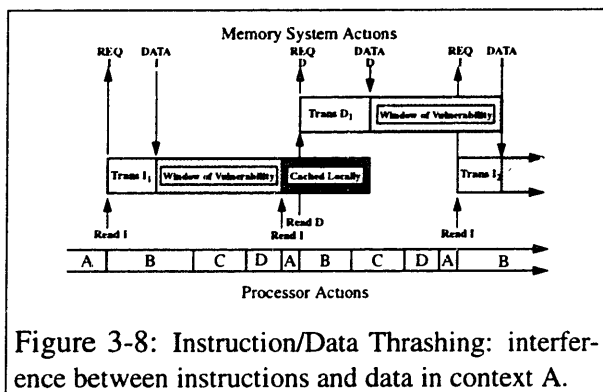 Memory System Actions
REQ DATA REQ DATA REQ DATA
I I D D I I
Trans D1 Window of Vulnerability
Trans I1 Window of Vulnerability Cached Locally Trans I2
Read D
Read I Read I Read I
A B C D A B C D A B
Processor Actions
Figure 3-8: Instruction/Data Thrashing: interfer-
ence between instructions and data in context A.